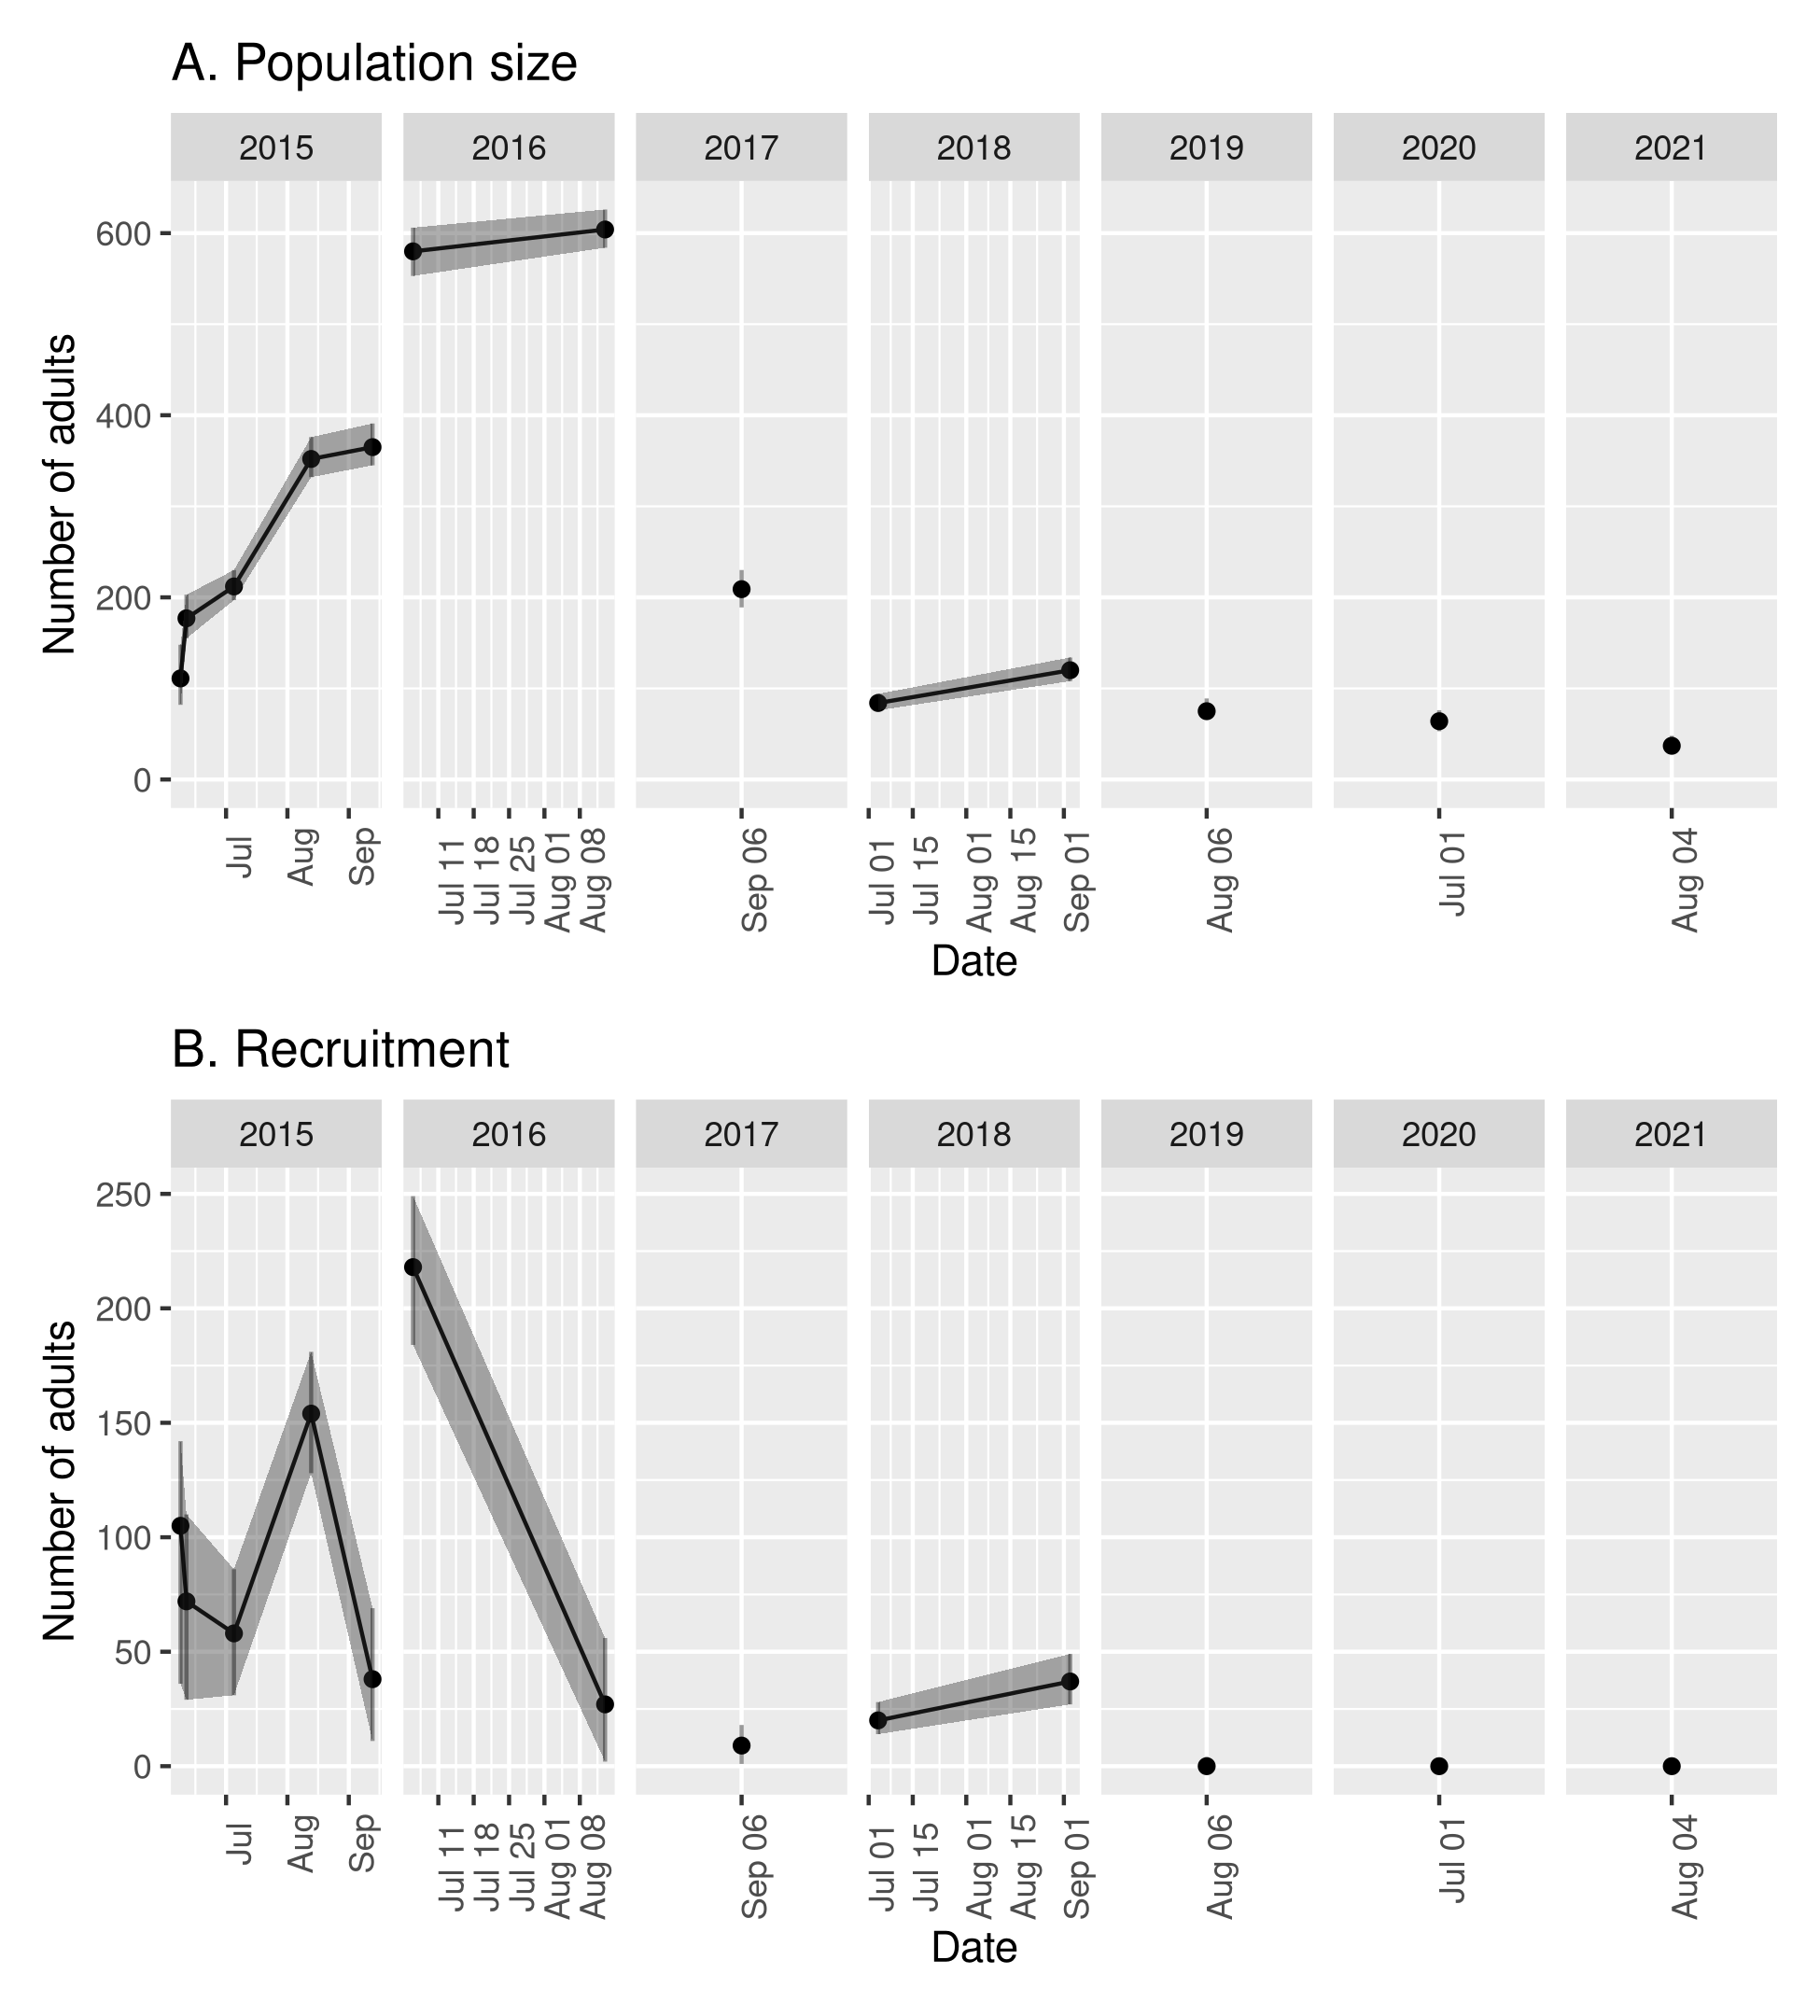 A. Population size
2015 2016 2017 2018 2019 2020 2021
Number of adults
600
400
200
0
Jul Aug Sep Jul 11 Jul 18 Jul 25 Aug 01 Aug 08 Sep 06 Jul 01 Jul 15 Aug 01 Aug 15 Sep 01 Aug 06 Jul 01 Aug 04
Date
B. Recruitment
2015 2016 2017 2018 2019 2020 2021
Number of adults
250
200
150
100
50
0
Jul Aug Sep Jul 11 Jul 18 Jul 25 Aug 01 Aug 08 Sep 06 Jul 01 Jul 15 Aug 01 Aug 15 Sep 01 Aug 06 Jul 01 Aug 04
Date